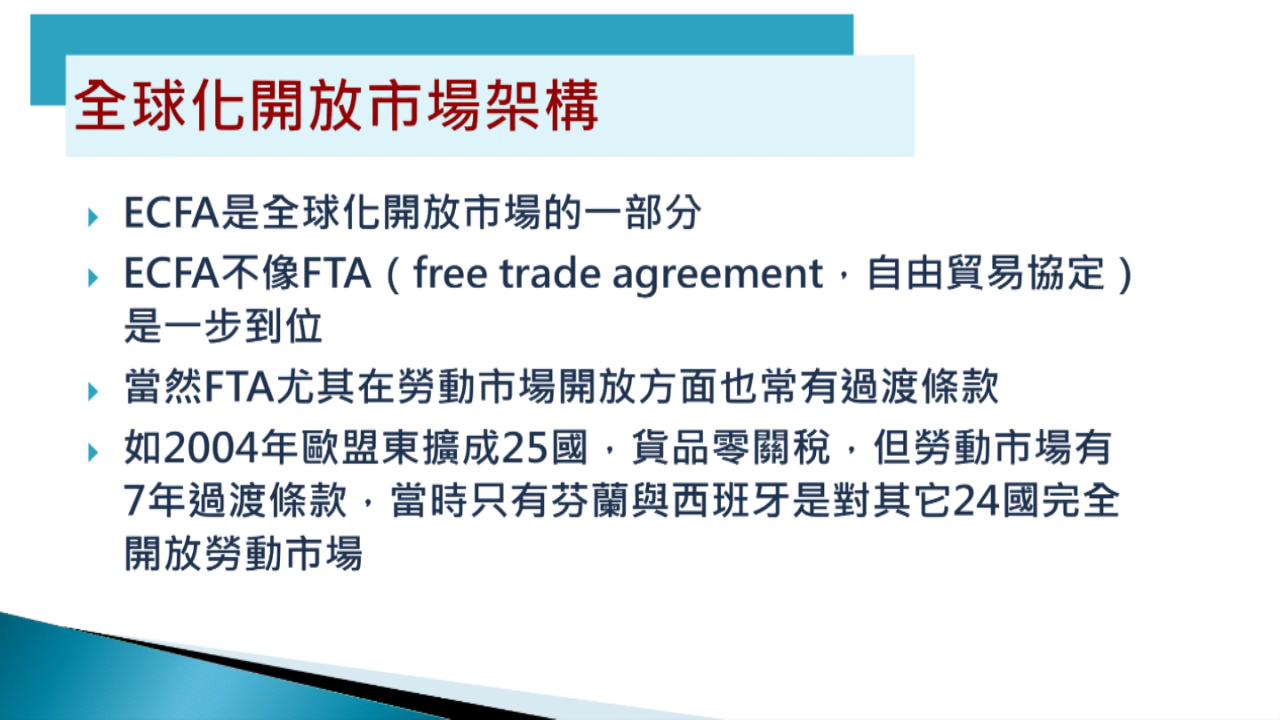 全球化開放市場架構
ECFA是全球化開放市場的一部分
ECFA不像FTA（free trade agreement，自由貿易協定）
是一步到位
當然FTA尤其在勞動市場開放方面也常有過渡條款
如2004年歐盟東擴成25國，貨品零關稅，但勞動市場有
7年過渡條款，當時只有芬蘭與西班牙是對其它24國完全
開放勞動市場